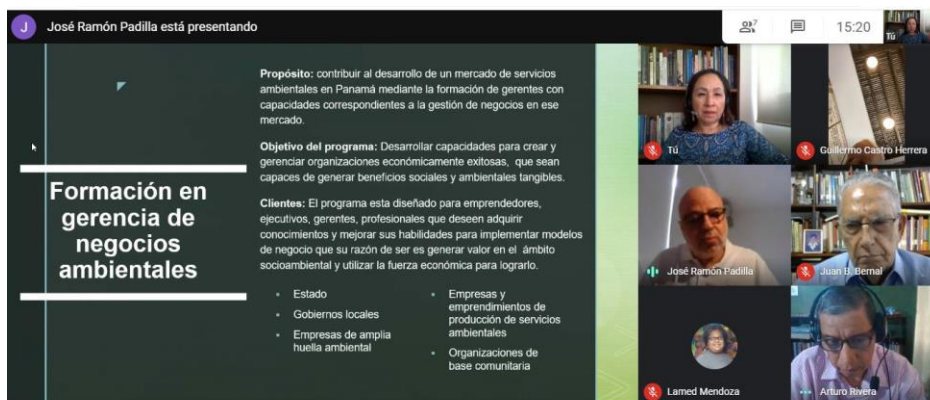 J
José Ramón Padilla está presentando
7
15:20
Tú
Formación en
gerencia de
negocios
ambientales
Propósito: contribuir al desarrollo de un mercado de servicios
ambientales en Panamá mediante la formación de gerentes con
capacidades correspondientes a la gestión de negocios en ese
mercado.
Objetivo del programa: Desarrollar capacidades para crear y
gerenciar organizaciones económicamente exitosas, que sean
capaces de generar beneficios sociales y ambientales tangibles.
Clientes: El programa esta diseñado para emprendedores,
ejecutivos, gerentes, profesionales que deseen adquirir
conocimientos y mejorar sus habilidades para implementar modelos
de negocio que su razón de ser es generar valor en el ámbito
socioambiental y utilizar la fuerza económica para lograrlo.
Estado
Gobiernos locales
Empresas de amplia
huella ambiental
Empresas y
emprendimientos de
producción de servicios
ambientales
Organizaciones de
base comunitaria
Tú
Guillermo Castro Herrera
José Ramón Padilla
Juan B. Bernal
Lamed Mendoza
Arturo Rivera